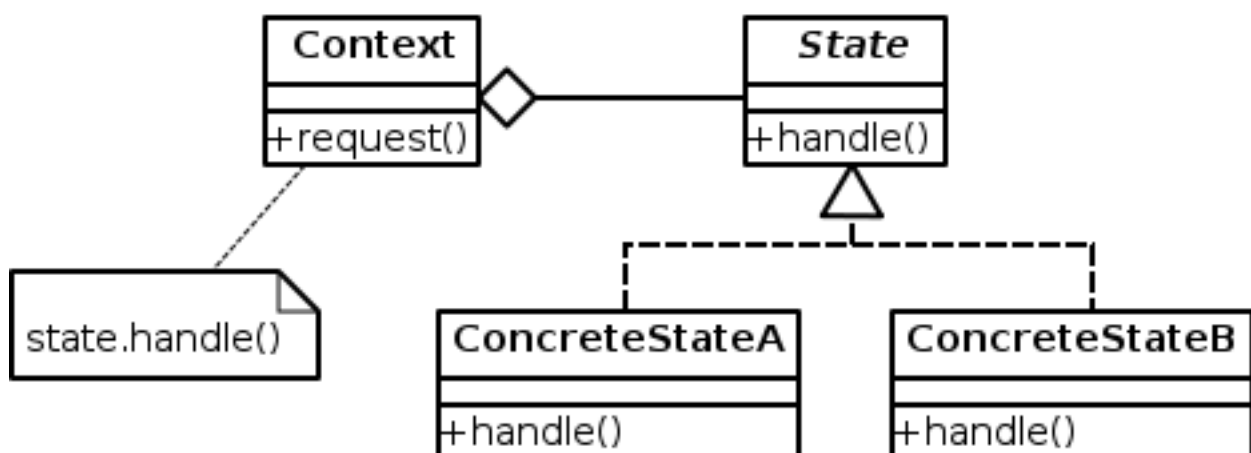 Context
+request()
State
+handle()
state.handle()
ConcreteStateA
+handle()
ConcreteStateB
+handle()